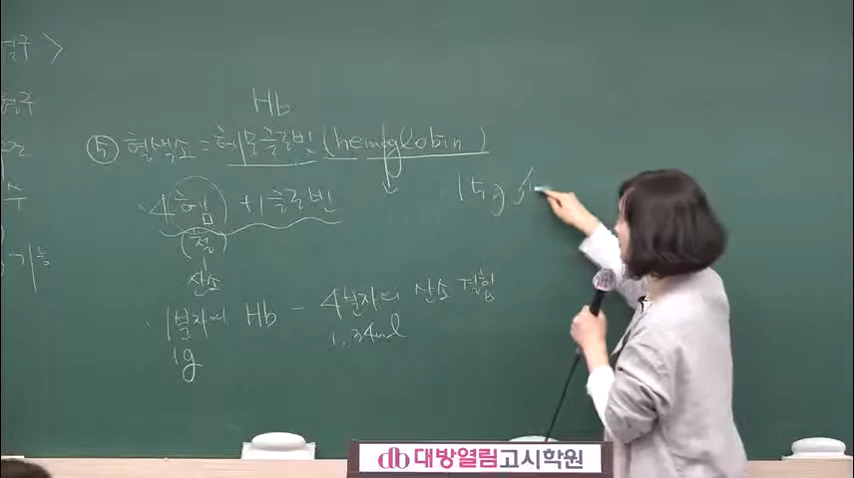 Hb
⑤ 혈색소 = 헤모글로빈 (hemoglobin)
4헴 + 1글로빈 15g
(철)
산소
1분자의 Hb - 4분자의 산소 결합
1g 1.34ml
db 대방열림고시학원